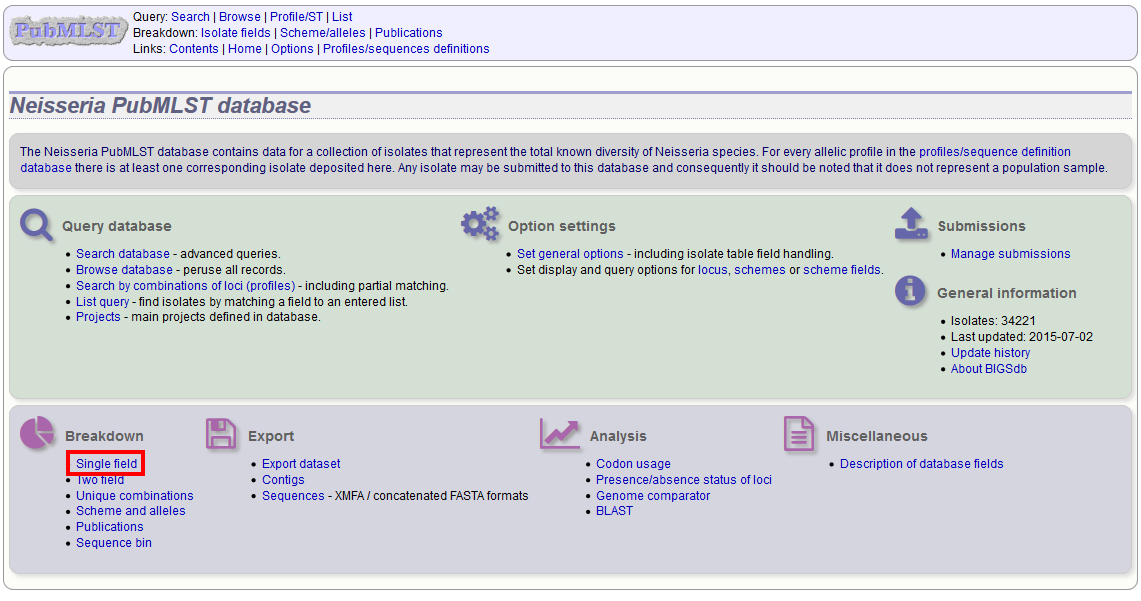 PubMLST
Query: Search | Browse | Profile/ST | List
Breakdown: Isolate fields | Scheme/alleles | Publications
Links: Contents | Home | Options | Profiles/sequences definitions
Neisseria PubMLST database
The Neisseria PubMLST database contains data for a collection of isolates that represent the total known diversity of Neisseria species. For every allelic profile in the profiles/sequence definition
database there is at least one corresponding isolate deposited here. Any isolate may be submitted to this database and consequently it should be noted that it does not represent a population sample.
Query database
• Search database - advanced queries.
• Browse database - peruse all records.
• Search by combinations of loci (profiles) - including partial matching.
• List query - find isolates by matching a field to an entered list.
• Projects - main projects defined in database.
Option settings
• Set general options - including isolate table field handling.
• Set display and query options for locus, schemes or scheme fields.
Submissions
• Manage submissions
General information
• Isolates: 34221
• Last updated: 2015-07-02
• Update history
• About BIGSdb
Breakdown
Single field
• Two field
• Unique combinations
• Scheme and alleles
• Publications
• Sequence bin
Export
• Export dataset
• Contigs
• Sequences - XMFA / concatenated FASTA formats
Analysis
• Codon usage
• Presence/absence status of loci
• Genome comparator
• BLAST
Miscellaneous
• Description of database fields